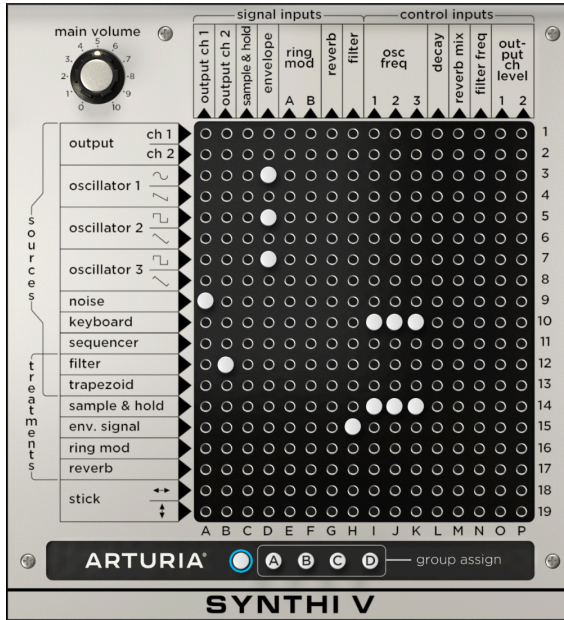 signal inputs control inputs
main volume
0 1 2 3 4 5 6 7 8 9 10
output ch 1
output ch 2
sample & hold
envelope
ring mod
A B
reverb
filter
osc freq
1 2 3
decay
reverb mix
filter freq
out-
put ch
level
1 2
sources
treatments
output ch 1 1
ch 2 2
oscillator 1 3
4
oscillator 2 5
6
oscillator 3 7
8
noise 9
keyboard 10
sequencer 11
filter 12
trapezoid 13
sample & hold 14
env. signal 15
ring mod 16
reverb 17
stick 18
19
A B C D E F G H I J K L M N O P
ARTURIA® A B C D group assign
SYNTHI V